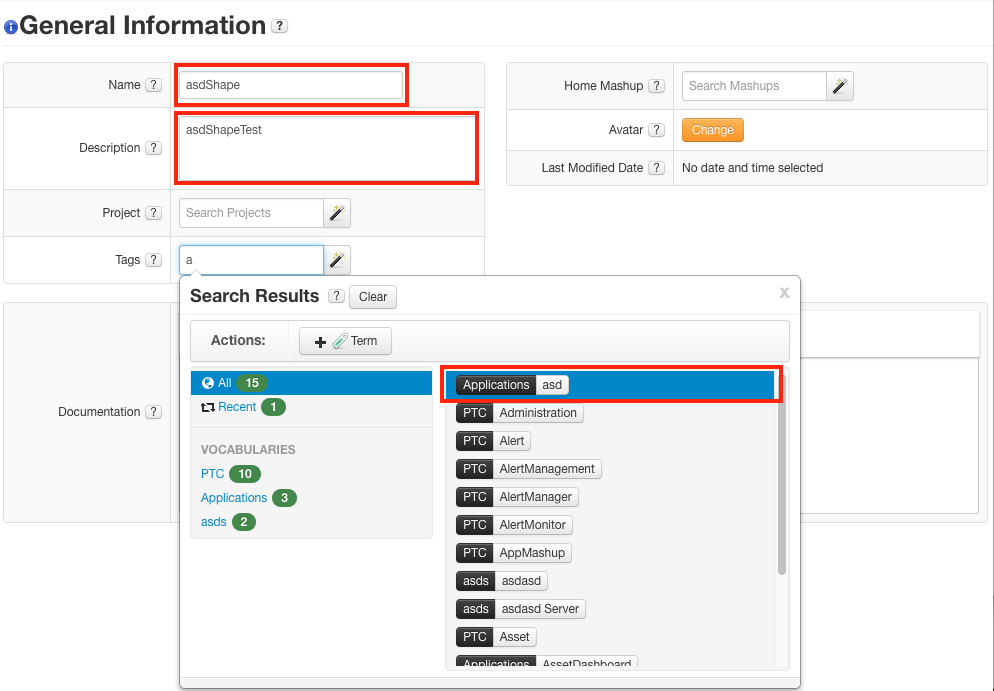 General Information ?
Name ? asdShape
Description ? asdShapeTest
Project ? Search Projects
Tags ? a
Home Mashup ? Search Mashups
Avatar ? Change
Last Modified Date ? No date and time selected
Documentation ?
Search Results ? Clear x
Actions: Term
All 15
Recent 1
VOCABULARIES
PTC 10
Applications 3
asds 2
Applications asd
PTC Administration
PTC Alert
PTC AlertManagement
PTC AlertManager
PTC AlertMonitor
PTC AppMashup
asds asdasd
asds asdasd Server
PTC Asset
Applications AssetDashboard